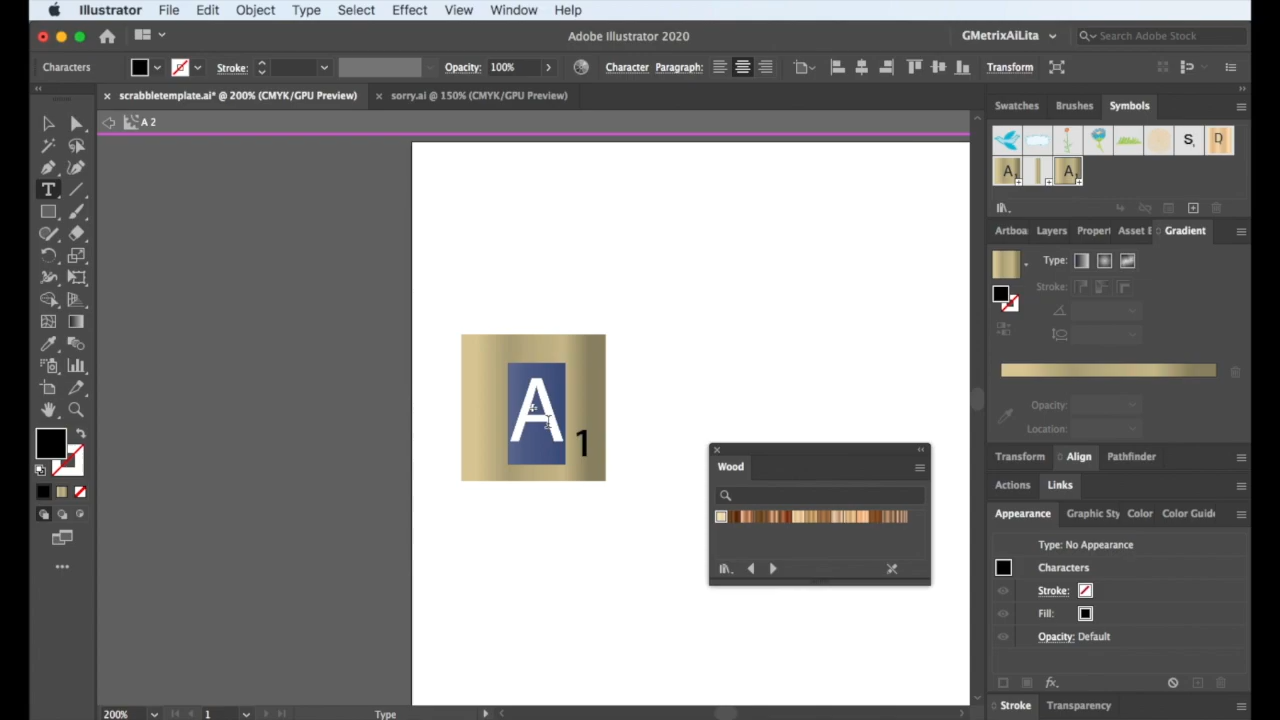 Illustrator File Edit Object Type Select Effect View Window Help
Adobe Illustrator 2020
GMetrixAiLita
Search Adobe Stock
Characters
Stroke:
Opacity: 100%
Character Paragraph:
Transform
scrabbletemplate.ai* @ 200% (CMYK/GPU Preview)
sorry.ai @ 150% (CMYK/GPU Preview)
A 2
Swatches Brushes Symbols
S, D
A A
Artboa Layers Propert Asset E Gradient
Type:
Stroke:
Opacity:
Location:
A 1
Wood
Transform Align Pathfinder
Actions Links
Appearance Graphic Sty Color Color Guid
Type: No Appearance
Characters
Stroke:
Fill:
Opacity: Default
fx.
Stroke Transparency
200% 1 Type